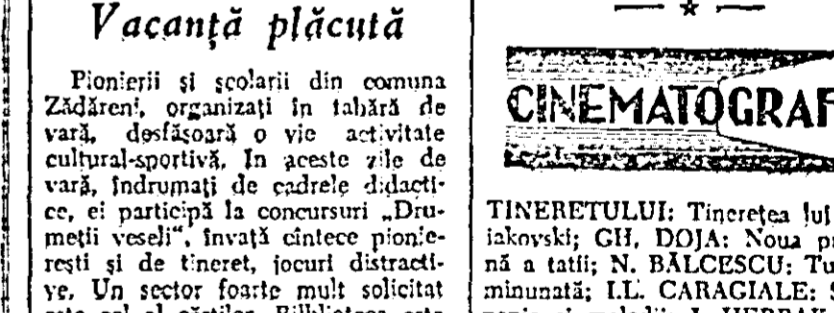 Vacanță plăcută
Pionierii și școlarii din comuna
Zădăreni, organizați în tabără de
vară, desfășoară o vie activitate
cultural-sportivă. In aceste zile de
vară, îndrumați de cadrele didacti-
ce, ei participă la concursuri „Dru-
meții veseli“, învață cîntece pionie-
rești și de tineret, jocuri distracti-
ve. Un sector foarte mult solicitat
CINEMATOGRAF
TINERETULUI: Tinerețea lui
iakovski; GH. DOJA: Noua
nă a tatii; N. BĂLCESCU:
minunată; I.L. CARAGIALE: